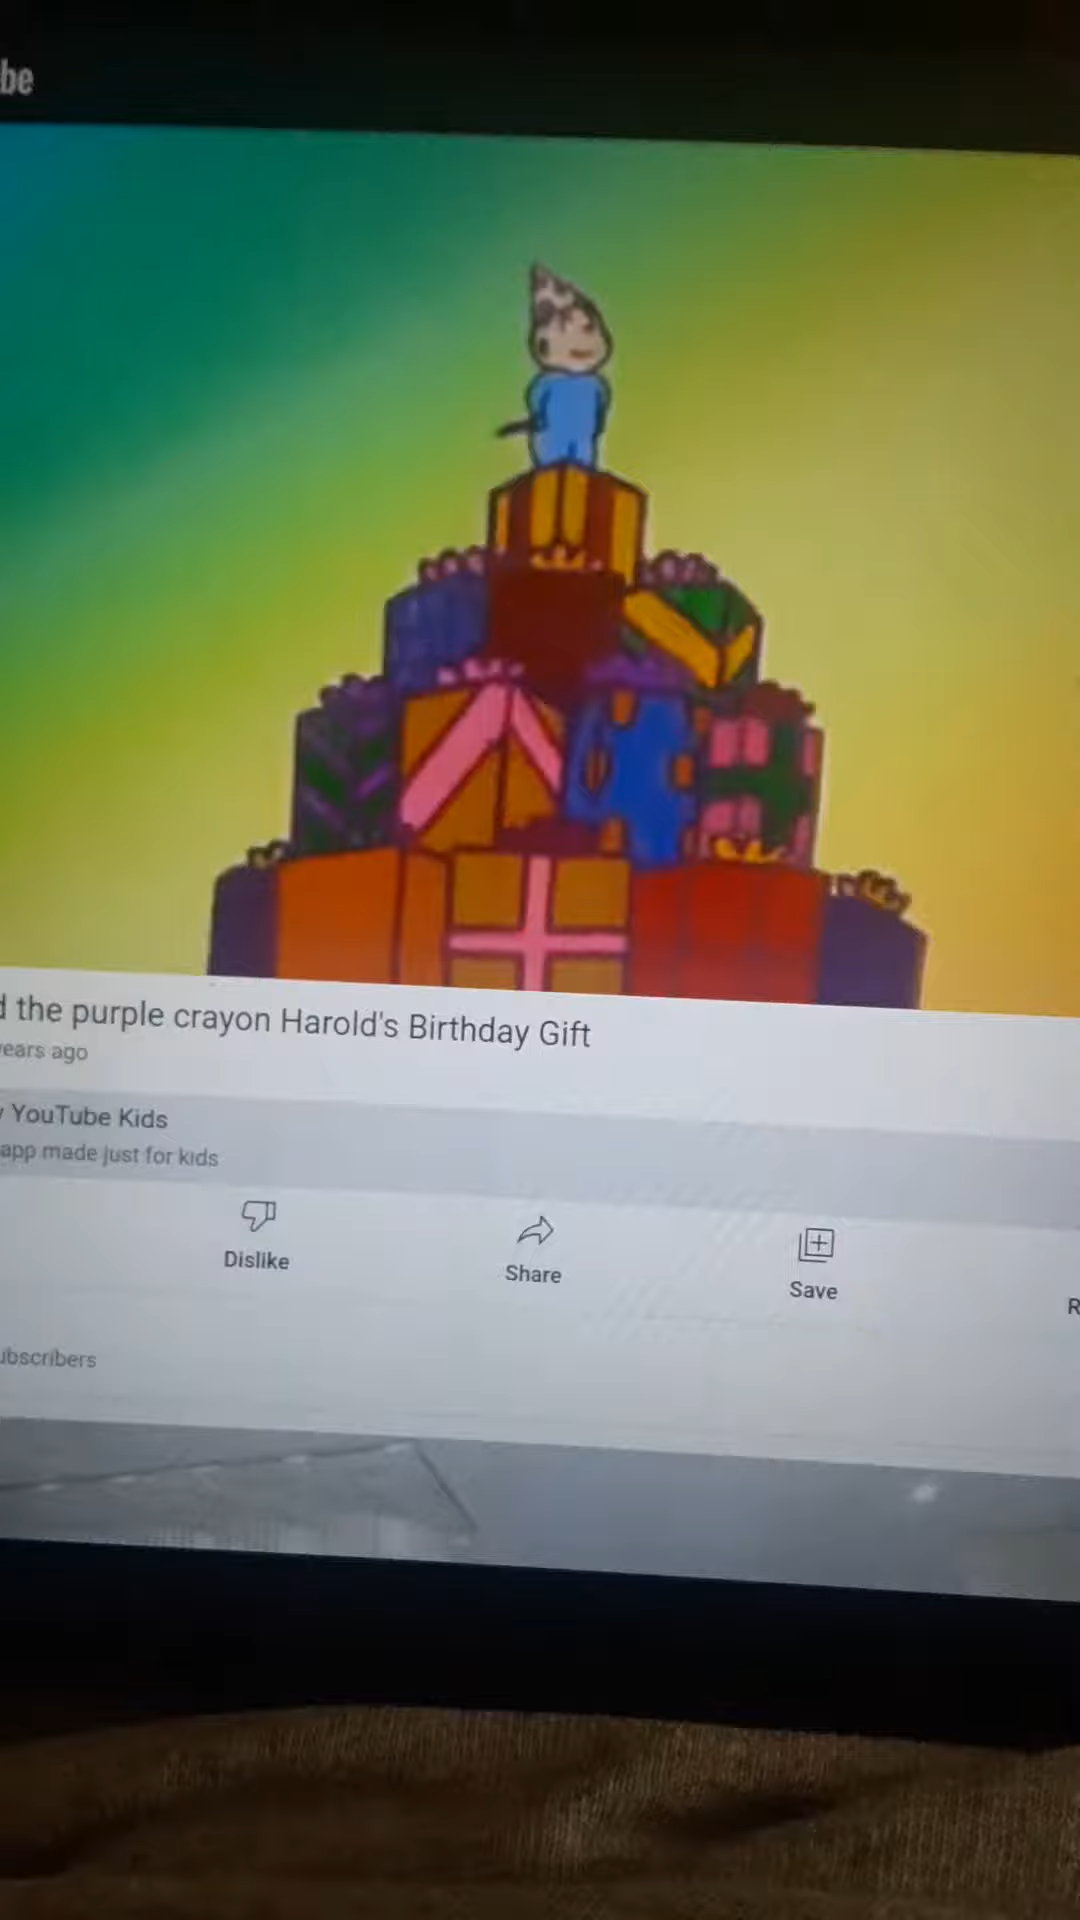 be
d the purple crayon Harold's Birthday Gift
years ago
y YouTube Kids
app made just for kids
Dislike
Share
Save
R
ubscribers